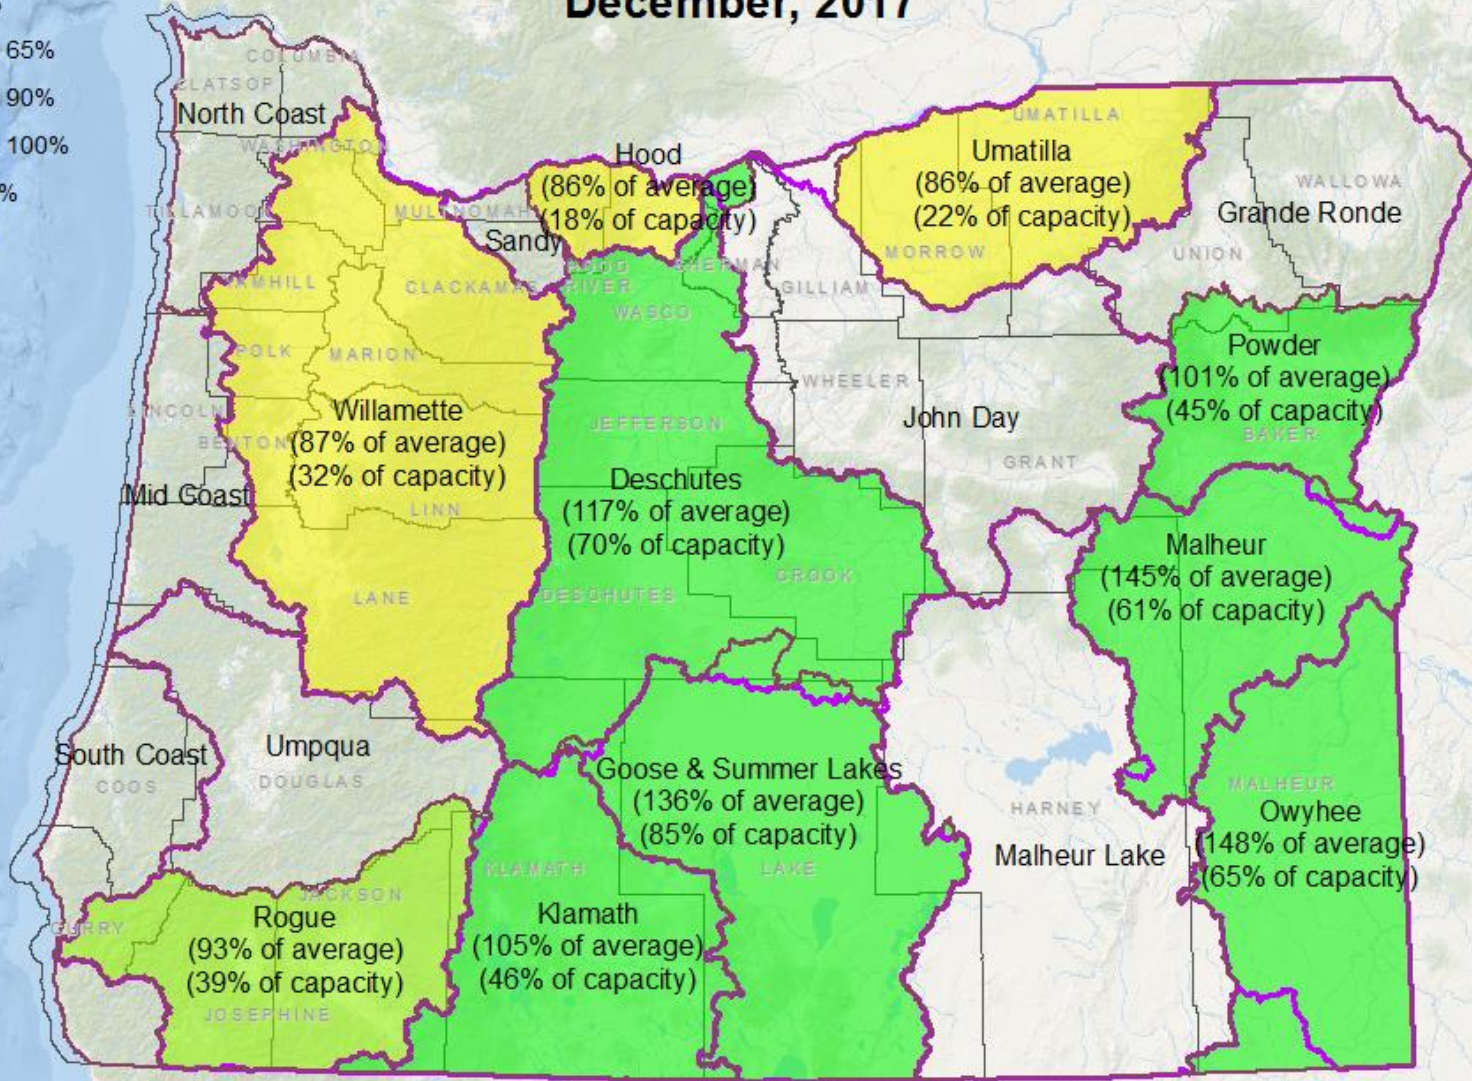 December, 2017
65%
90%
100%
%
COLUMBIA
CLATSOP
North Coast
WASHINGTON
TILLAMOOK
MULTNOMAH
Hood
(86% of average)
(18% of capacity)
Sandy
HOOD
RIVER
SHERMAN
UMATILLA
Umatilla
(86% of average)
(22% of capacity)
MORROW
WALLOWA
Grande Ronde
UNION
YAMHILL
CLACKAMAS
WASCO
GILLIAM
POLK
MARION
Powder
(101% of average)
(45% of capacity)
BAKER
WHEELER
John Day
GRANT
LINCOLN
BENTON
Willamette
(87% of average)
(32% of capacity)
JEFFERSON
Mid Coast
LINN
Deschutes
(117% of average)
(70% of capacity)
CROOK
DESCHUTES
LANE
Malheur
(145% of average)
(61% of capacity)
South Coast
COOS
Umpqua
DOUGLAS
Goose & Summer Lakes
(136% of average)
(85% of capacity)
LAKE
HARNEY
Malheur Lake
MALHEUR
Owyhee
(148% of average)
(65% of capacity)
KLAMATH
Klamath
(105% of average)
(46% of capacity)
CURRY
JACKSON
Rogue
(93% of average)
(39% of capacity)
JOSEPHINE